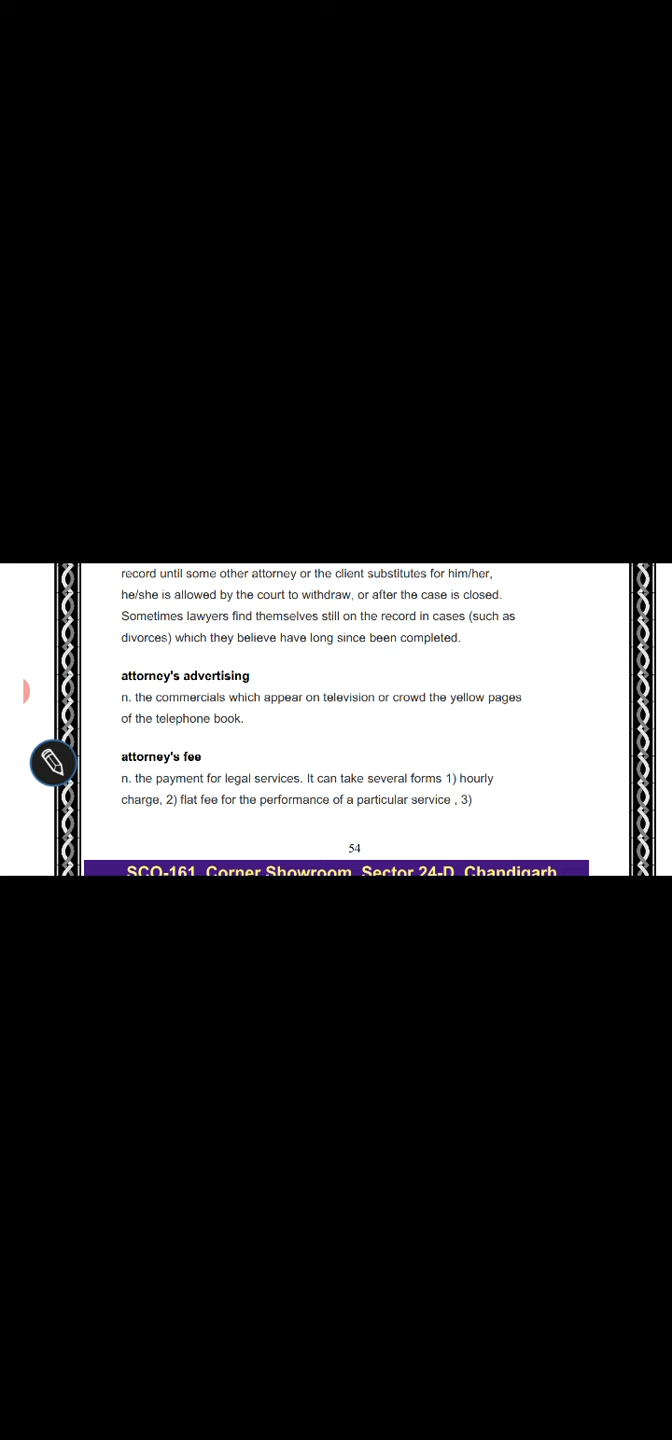 record until some other attorney or the client substitutes for him/her,
he/she is allowed by the court to withdraw, or after the case is closed.
Sometimes lawyers find themselves still on the record in cases (such as
divorces) which they believe have long since been completed.
attorney's advertising
n. the commercials which appear on television or crowd the yellow pages
of the telephone book.
attorney's fee
n. the payment for legal services. It can take several forms 1) hourly
charge, 2) flat fee for the performance of a particular service , 3)
54
SCO-161, Corner Showroom, Sector 24-D, Chandigarh